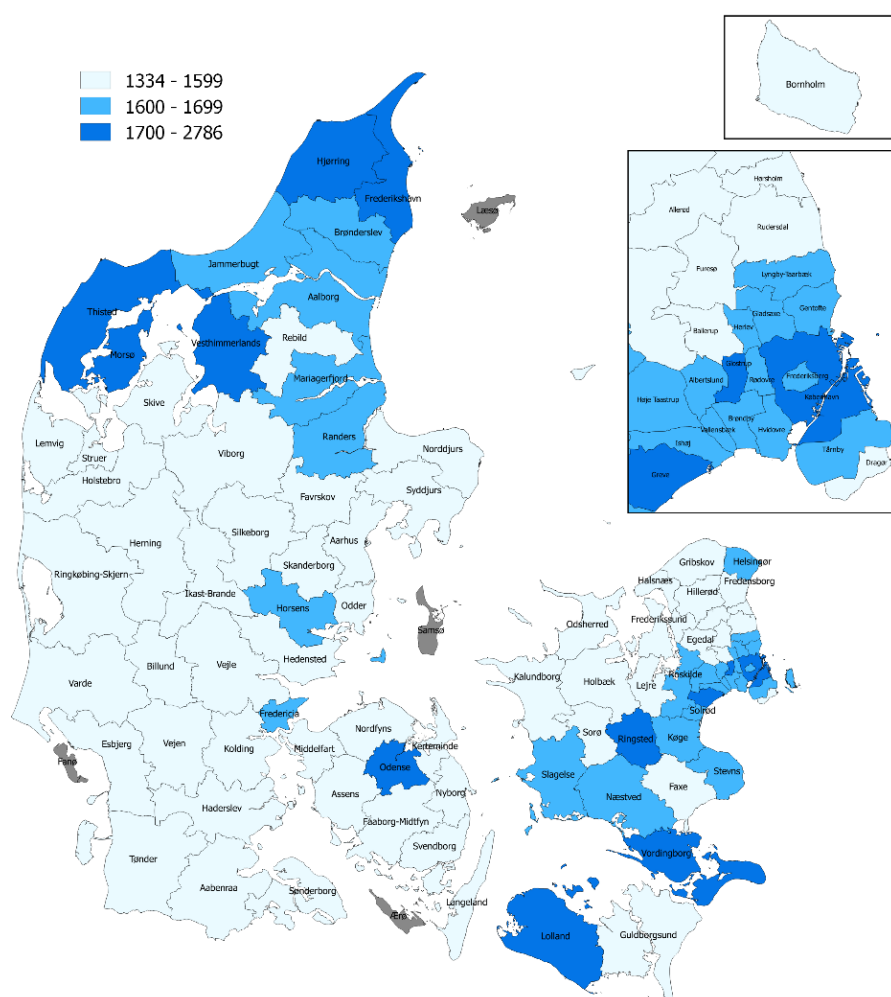 1334 - 1599
1600 - 1699
1700 - 2786
Bornholm
Hjørring
Frederikshavn
Læsø
Brønderslev
Jammerbugt
Aalborg
Thisted
Vesthimmerlands
Rebild
Morsø
Mariagerfjord
Skive
Randers
Lemvig
Struer
Viborg
Norddjurs
Holstebro
Syddjurs
Favrskov
Silkeborg
Aarhus
Herning
Skanderborg
Ringkøbing-Skjern
Ikast-Brande
Horsens
Odder
Samsø
Hedensted
Billund
Vejle
Varde
Fredericia
Nordfyns
Esbjerg
Vejen
Kolding
Middelfart
Kerteminde
Fanø
Odense
Assens
Nyborg
Haderslev
Faaborg-Midtfyn
Svendborg
Tønder
Aabenraa
Sønderborg
Langeland
Ærø
Hørsholm
Allerød
Rudersdal
Furesø
Lyngby-Taarbæk
Gladsaxe
Gentofte
Herlev
Ballerup
Glostrup
Albertslund
Rødovre
Frederiksberg
Høje Taastrup
København
Brøndby
Vallensbæk
Hvidovre
Ishøj
Tårnby
Greve
Dragør
Gribskov
Helsingør
Halsnæs
Fredensborg
Hillerød
Frederikssund
Odsherred
Egedal
Kalundborg
Holbæk
Lejre
Roskilde
Solrød
Sorø
Ringsted
Køge
Slagelse
Næstved
Faxe
Stevns
Vordingborg
Lolland
Guldborgsund